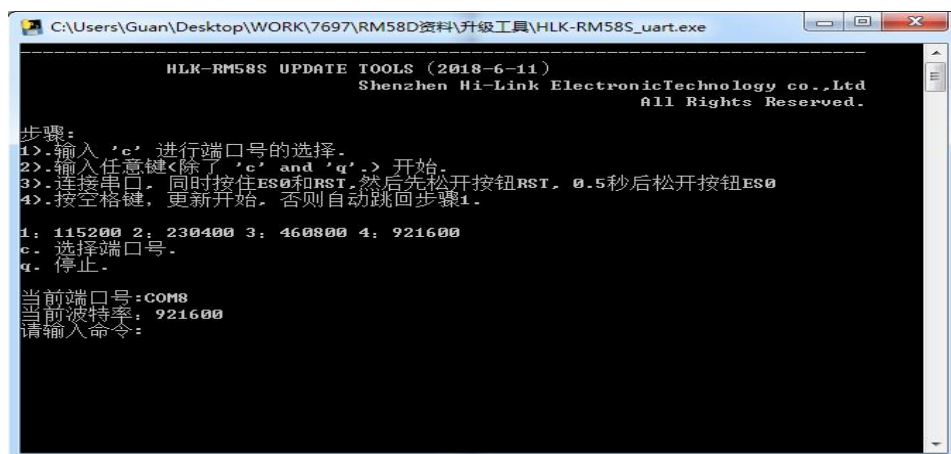 C:\Users\Guan\Desktop\WORK\7697\RM58D资料\升级工具\HLK-RM58S_uart.exe
HLK-RM58S UPDATE TOOLS (2018-6-11)
Shenzhen Hi-Link ElectronicTechnology co.,Ltd
All Rights Reserved.
步骤:
1>.输入 'c' 进行端口号的选择.
2>.输入任意键<除了 'c' and 'q'.> 开始.
3>.连接串口, 同时按住ES0和RST,然后先松开按钮RST, 0.5秒后松开按钮ES0
4>.按空格键, 更新开始, 否则自动跳回步骤1.
1: 115200 2: 230400 3: 460800 4: 921600
c. 选择端口号.
q. 停止.
当前端口号:COM8
当前波特率: 921600
请输入命令: